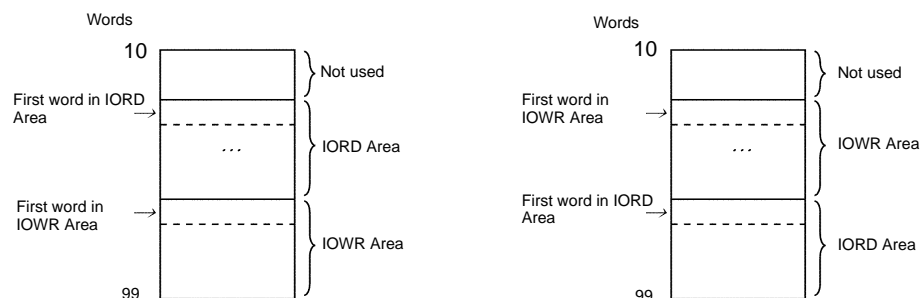 Words
10
Not used
First word in IORD
Area
...
IORD Area
First word in
IOWR Area
IOWR Area
99
Words
10
Not used
First word in
IOWR Area
...
IOWR Area
First word in IORD
Area
IORD Area
99